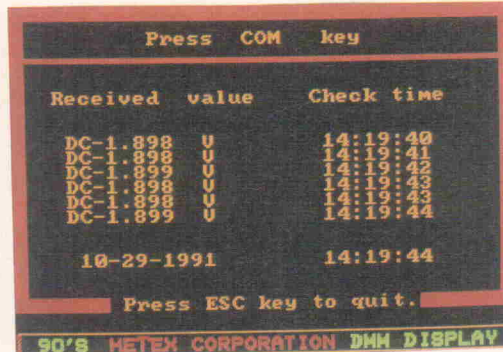 Press COM key
Received value Check time
DC-1.898 V 14:19:40
DC-1.898 V 14:19:41
DC-1.899 V 14:19:42
DC-1.898 V 14:19:43
DC-1.898 V 14:19:43
DC-1.899 V 14:19:44
10-29-1991 14:19:44
Press ESC key to quit.
90'S METEX CORPORATION DMM DISPLAY